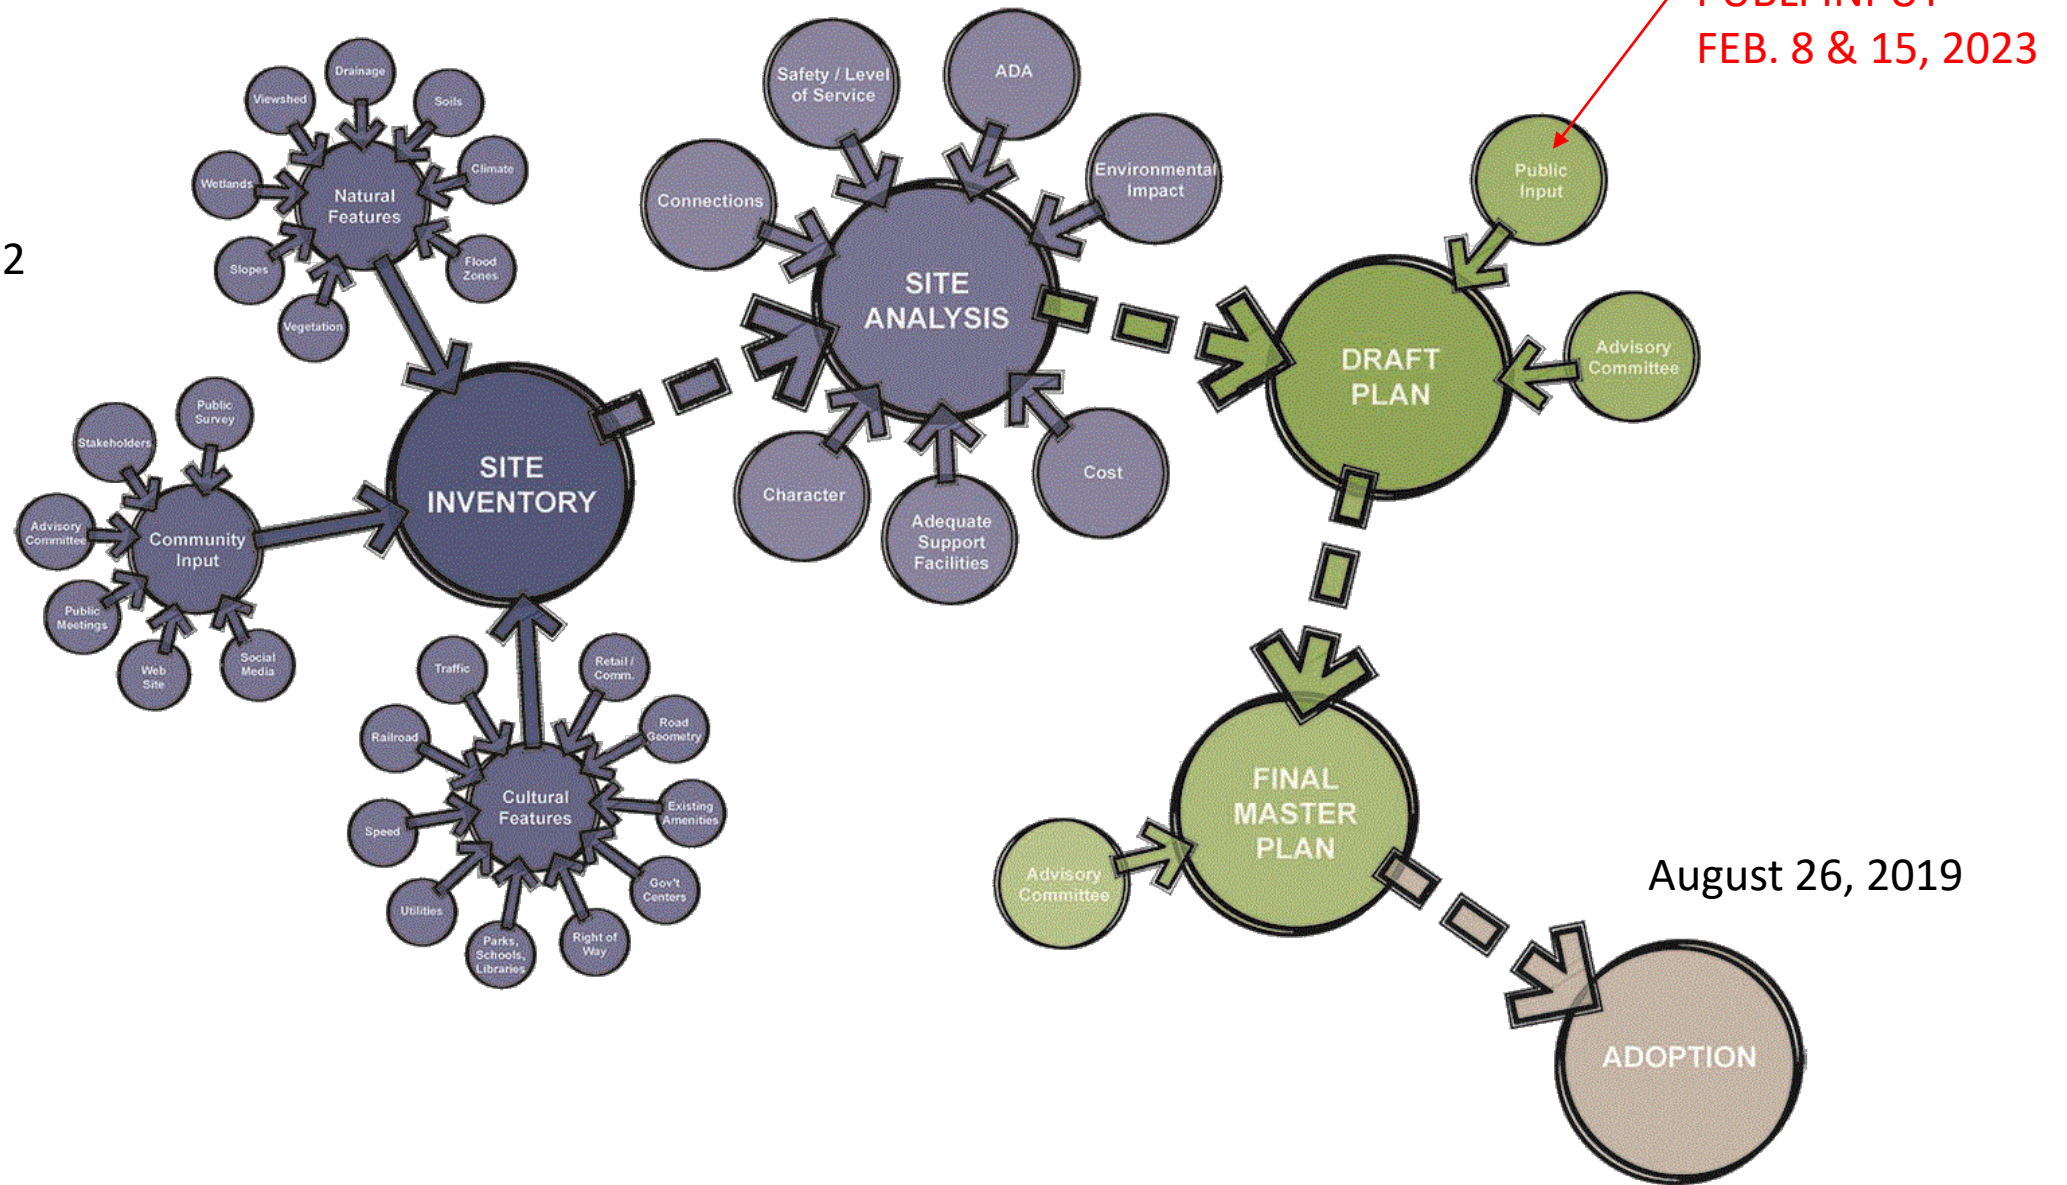 FEB. 8 & 15, 2023
2
Drainage
Viewshed
Soils
Climate
Wetlands
Natural
Features
Slopes
Flood
Zones
Vegetation
Public
Survey
Stakeholders
Advisory
Committee
Community
Input
Public
Meetings
Web
Site
Social
Media
SITE
INVENTORY
Traffic
Retail /
Comm.
Railroad
Road
Geometry
Speed
Cultural
Features
Existing
Amenities
Utilities
Gov't
Centers
Parks,
Schools,
Libraries
Right of
Way
Safety / Level
of Service
ADA
Connections
Environmental
Impact
SITE
ANALYSIS
Character
Adequate
Support
Facilities
Cost
Public
Input
Advisory
Committee
DRAFT
PLAN
FINAL
MASTER
PLAN
Advisory
Committee
August 26, 2019
ADOPTION